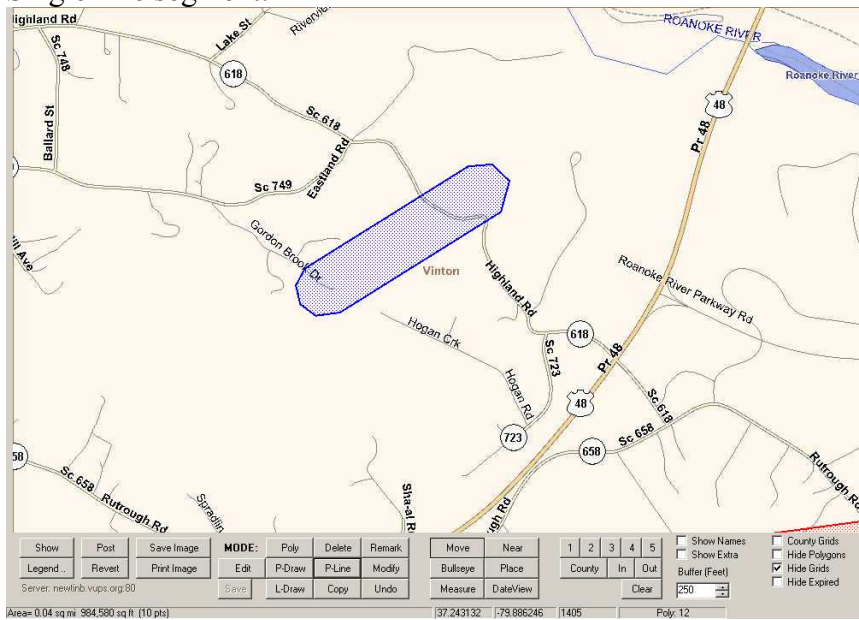 Highland Rd
Sc 748
Lake St
Riverview
618
ROANOKE RIVER
Roanoke River
48
Pr 48
Sc 618
Ballard St
Eastland Rd
Sc 749
Gordon Brook Dr
Vinton
Highland Rd
Roanoke River Parkway Rd
Hogan Crk
618
Sc 723
Pr 48
Hogan Rd
48
Sc 618
723
658
Sc 658
Rutrough Rd
58
Sc 658
Rutrough Rd
Spradlin
Sha-al R
ough Rd
Show Post Save Image MODE: Poly Delete Remark Move Near 1 2 3 4 5 Show Names County Grids
Show Extra Hide Polygons
Legend .. Revert Print Image Edit P-Draw P-Line Modify Bullseye Place County In Out Buffer (Feet) Hide Grids
Server: newtinb.vups.org:80 Save L-Draw Copy Undo Measure DateView Clear 250 Hide Expired
Area= 0.04 sq mi 984,580 sq ft (10 pts) 37.243132 -79.886246 1405 Poly: 12